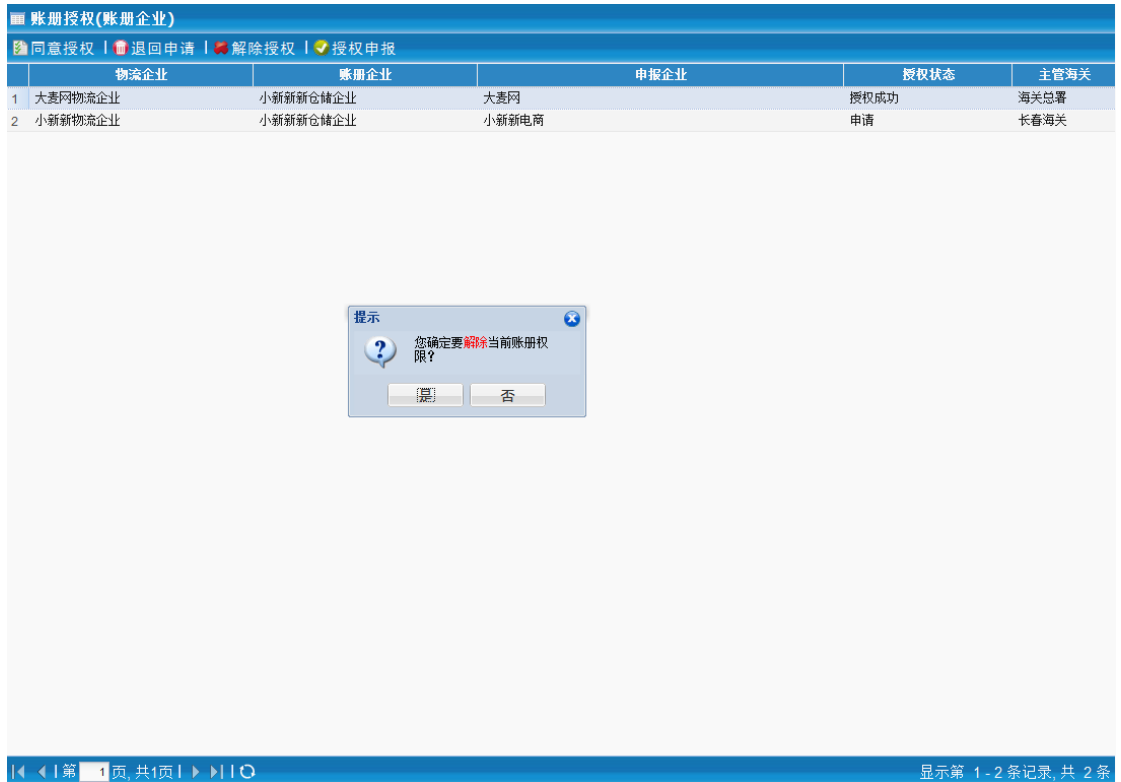 账册授权(账册企业)
同意授权 | 退回申请 | 解除授权 | 授权申报
物流企业 账册企业 申报企业 授权状态 主管海关
1 大麦网物流企业 小新新新仓储企业 大麦网 授权成功 海关总署
2 小新新物流企业 小新新新仓储企业 小新新电商 申请 长春海关
提示
您确定要解除当前账册权
限?
是 否
第 1 页, 共1页 显示第 1 - 2 条记录, 共 2 条